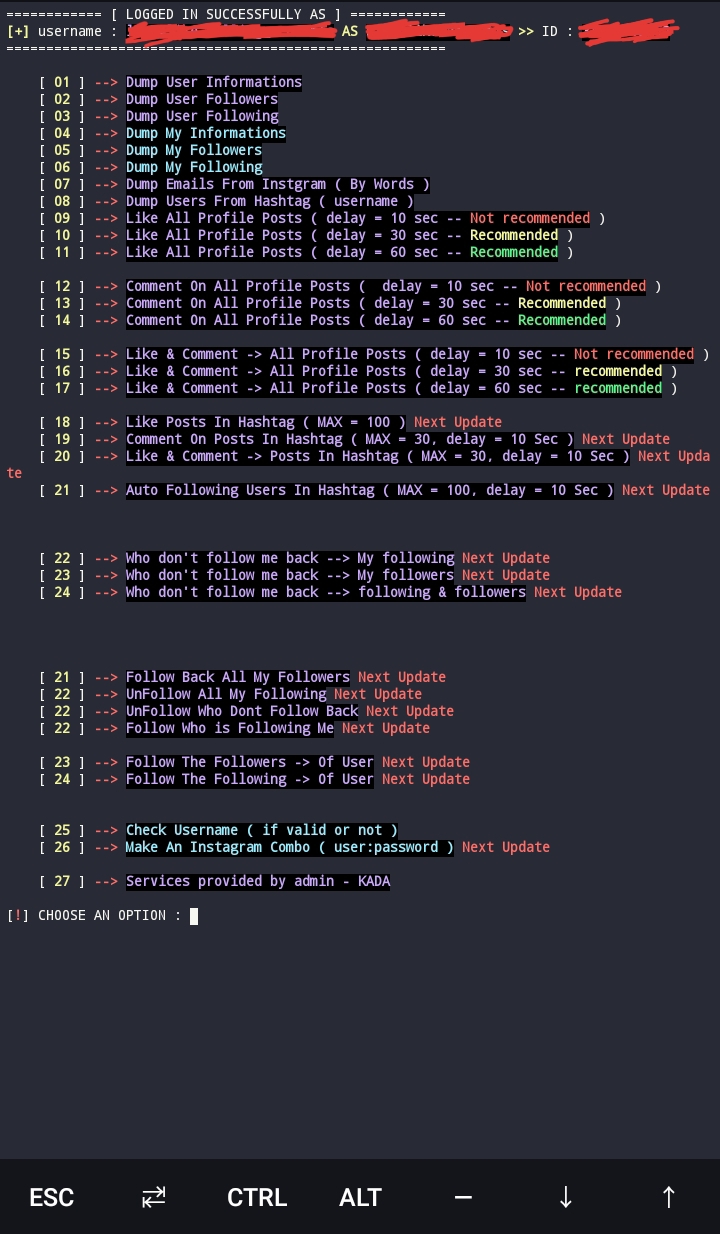 ============ [ LOGGED IN SUCCESSFULLY AS ] ============
[+] username : AS >> ID :
=======================================================
[ 01 ] --> Dump User Informations
[ 02 ] --> Dump User Followers
[ 03 ] --> Dump User Following
[ 04 ] --> Dump My Informations
[ 05 ] --> Dump My Followers
[ 06 ] --> Dump My Following
[ 07 ] --> Dump Emails From Instgram ( By Words )
[ 08 ] --> Dump Users From Hashtag ( username )
[ 09 ] --> Like All Profile Posts ( delay = 10 sec -- Not recommended )
[ 10 ] --> Like All Profile Posts ( delay = 30 sec -- Recommended )
[ 11 ] --> Like All Profile Posts ( delay = 60 sec -- Recommended )
[ 12 ] --> Comment On All Profile Posts (  delay = 10 sec -- Not recommended )
[ 13 ] --> Comment On All Profile Posts ( delay = 30 sec -- Recommended )
[ 14 ] --> Comment On All Profile Posts ( delay = 60 sec -- Recommended )
[ 15 ] --> Like & Comment -> All Profile Posts ( delay = 10 sec -- Not recommended )
[ 16 ] --> Like & Comment -> All Profile Posts ( delay = 30 sec -- recommended )
[ 17 ] --> Like & Comment -> All Profile Posts ( delay = 60 sec -- recommended )
[ 18 ] --> Like Posts In Hashtag ( MAX = 100 ) Next Update
[ 19 ] --> Comment On Posts In Hashtag ( MAX = 30, delay = 10 Sec ) Next Update
[ 20 ] --> Like & Comment -> Posts In Hashtag ( MAX = 30, delay = 10 Sec ) Next Upda
te
[ 21 ] --> Auto Following Users In Hashtag ( MAX = 100, delay = 10 Sec ) Next Update
[ 22 ] --> Who don't follow me back --> My following Next Update
[ 23 ] --> Who don't follow me back --> My followers Next Update
[ 24 ] --> Who don't follow me back --> following & followers Next Update
[ 21 ] --> Follow Back All My Followers Next Update
[ 22 ] --> UnFollow All My Following Next Update
[ 22 ] --> UnFollow Who Dont Follow Back Next Update
[ 22 ] --> Follow Who is Following Me Next Update
[ 23 ] --> Follow The Followers -> Of User Next Update
[ 24 ] --> Follow The Following -> Of User Next Update
[ 25 ] --> Check Username ( if valid or not )
[ 26 ] --> Make An Instagram Combo ( user:password ) Next Update
[ 27 ] --> Services provided by admin - KADA
[!] CHOOSE AN OPTION :
ESC ⇄ CTRL ALT – ↓ ↑